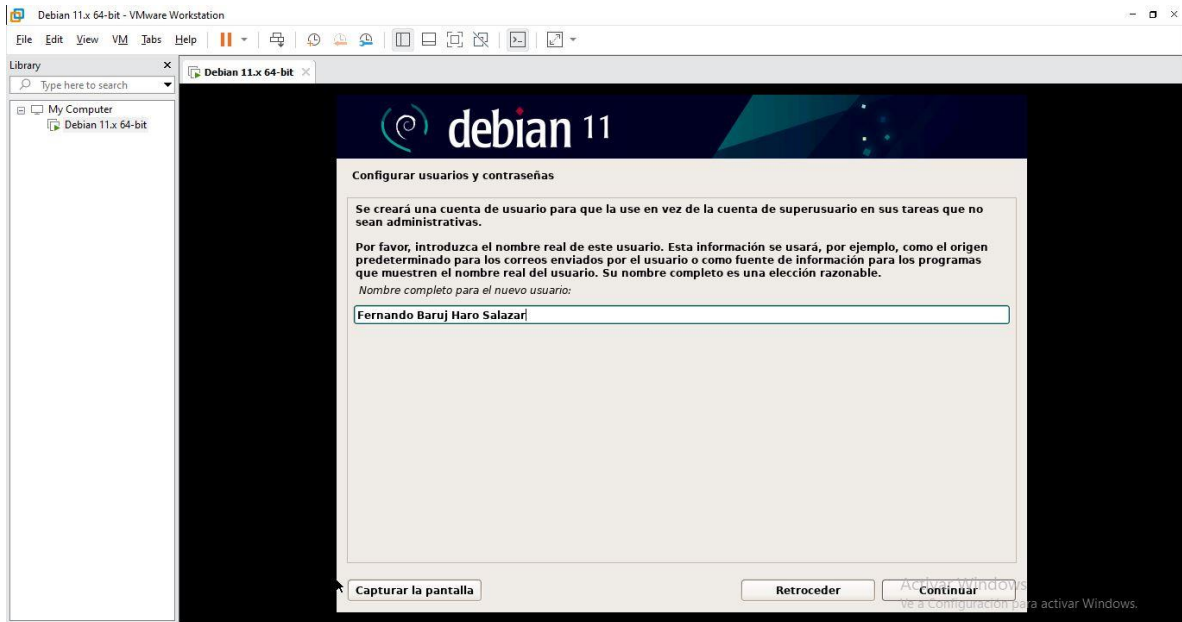 Debian 11.x 64-bit - VMware Workstation
File Edit View VM Tabs Help
Library
Type here to search
My Computer
Debian 11.x 64-bit
Debian 11.x 64-bit
debian 11
Configurar usuarios y contraseñas
Se creará una cuenta de usuario para que la use en vez de la cuenta de superusuario en sus tareas que no
sean administrativas.
Por favor, introduzca el nombre real de este usuario. Esta información se usará, por ejemplo, como el origen
predeterminado para los correos enviados por el usuario o como fuente de información para los programas
que muestren el nombre real del usuario. Su nombre completo es una elección razonable.
Nombre completo para el nuevo usuario:
Fernando Baruj Haro Salazar
Capturar la pantalla
Retroceder
Continuar
Activar Windows
Ve a Configuración para activar Windows.